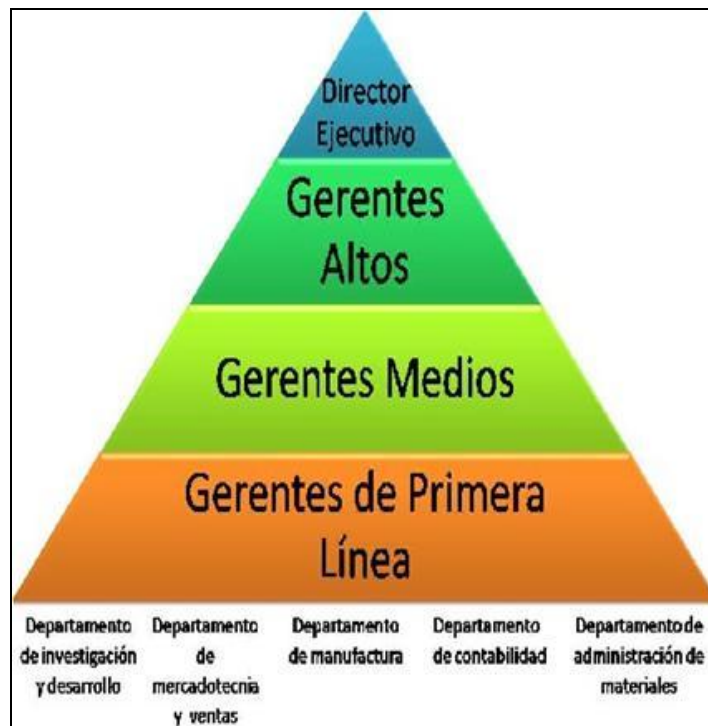 Director
Ejecutivo
Gerentes
Altos
Gerentes Medios
Gerentes de Primera
Línea
Departamento
de investigación
y desarrollo
Departamento
de
mercadotecnia
y ventas
Departamento
de manufactura
Departamento
de contabilidad
Departamento de
administración de
materiales